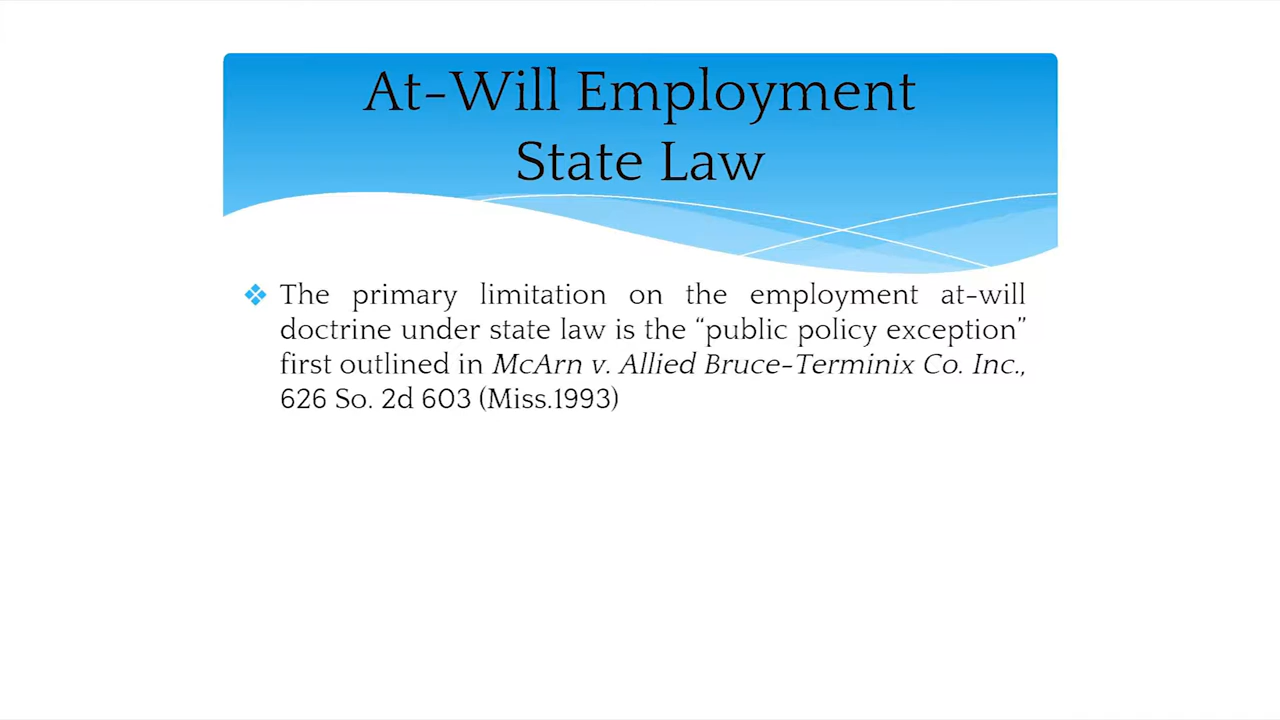 At-Will Employment
State Law
The primary limitation on the employment at-will
doctrine under state law is the “public policy exception”
first outlined in McArn v. Allied Bruce-Terminix Co. Inc.,
626 So. 2d 603 (Miss.1993)